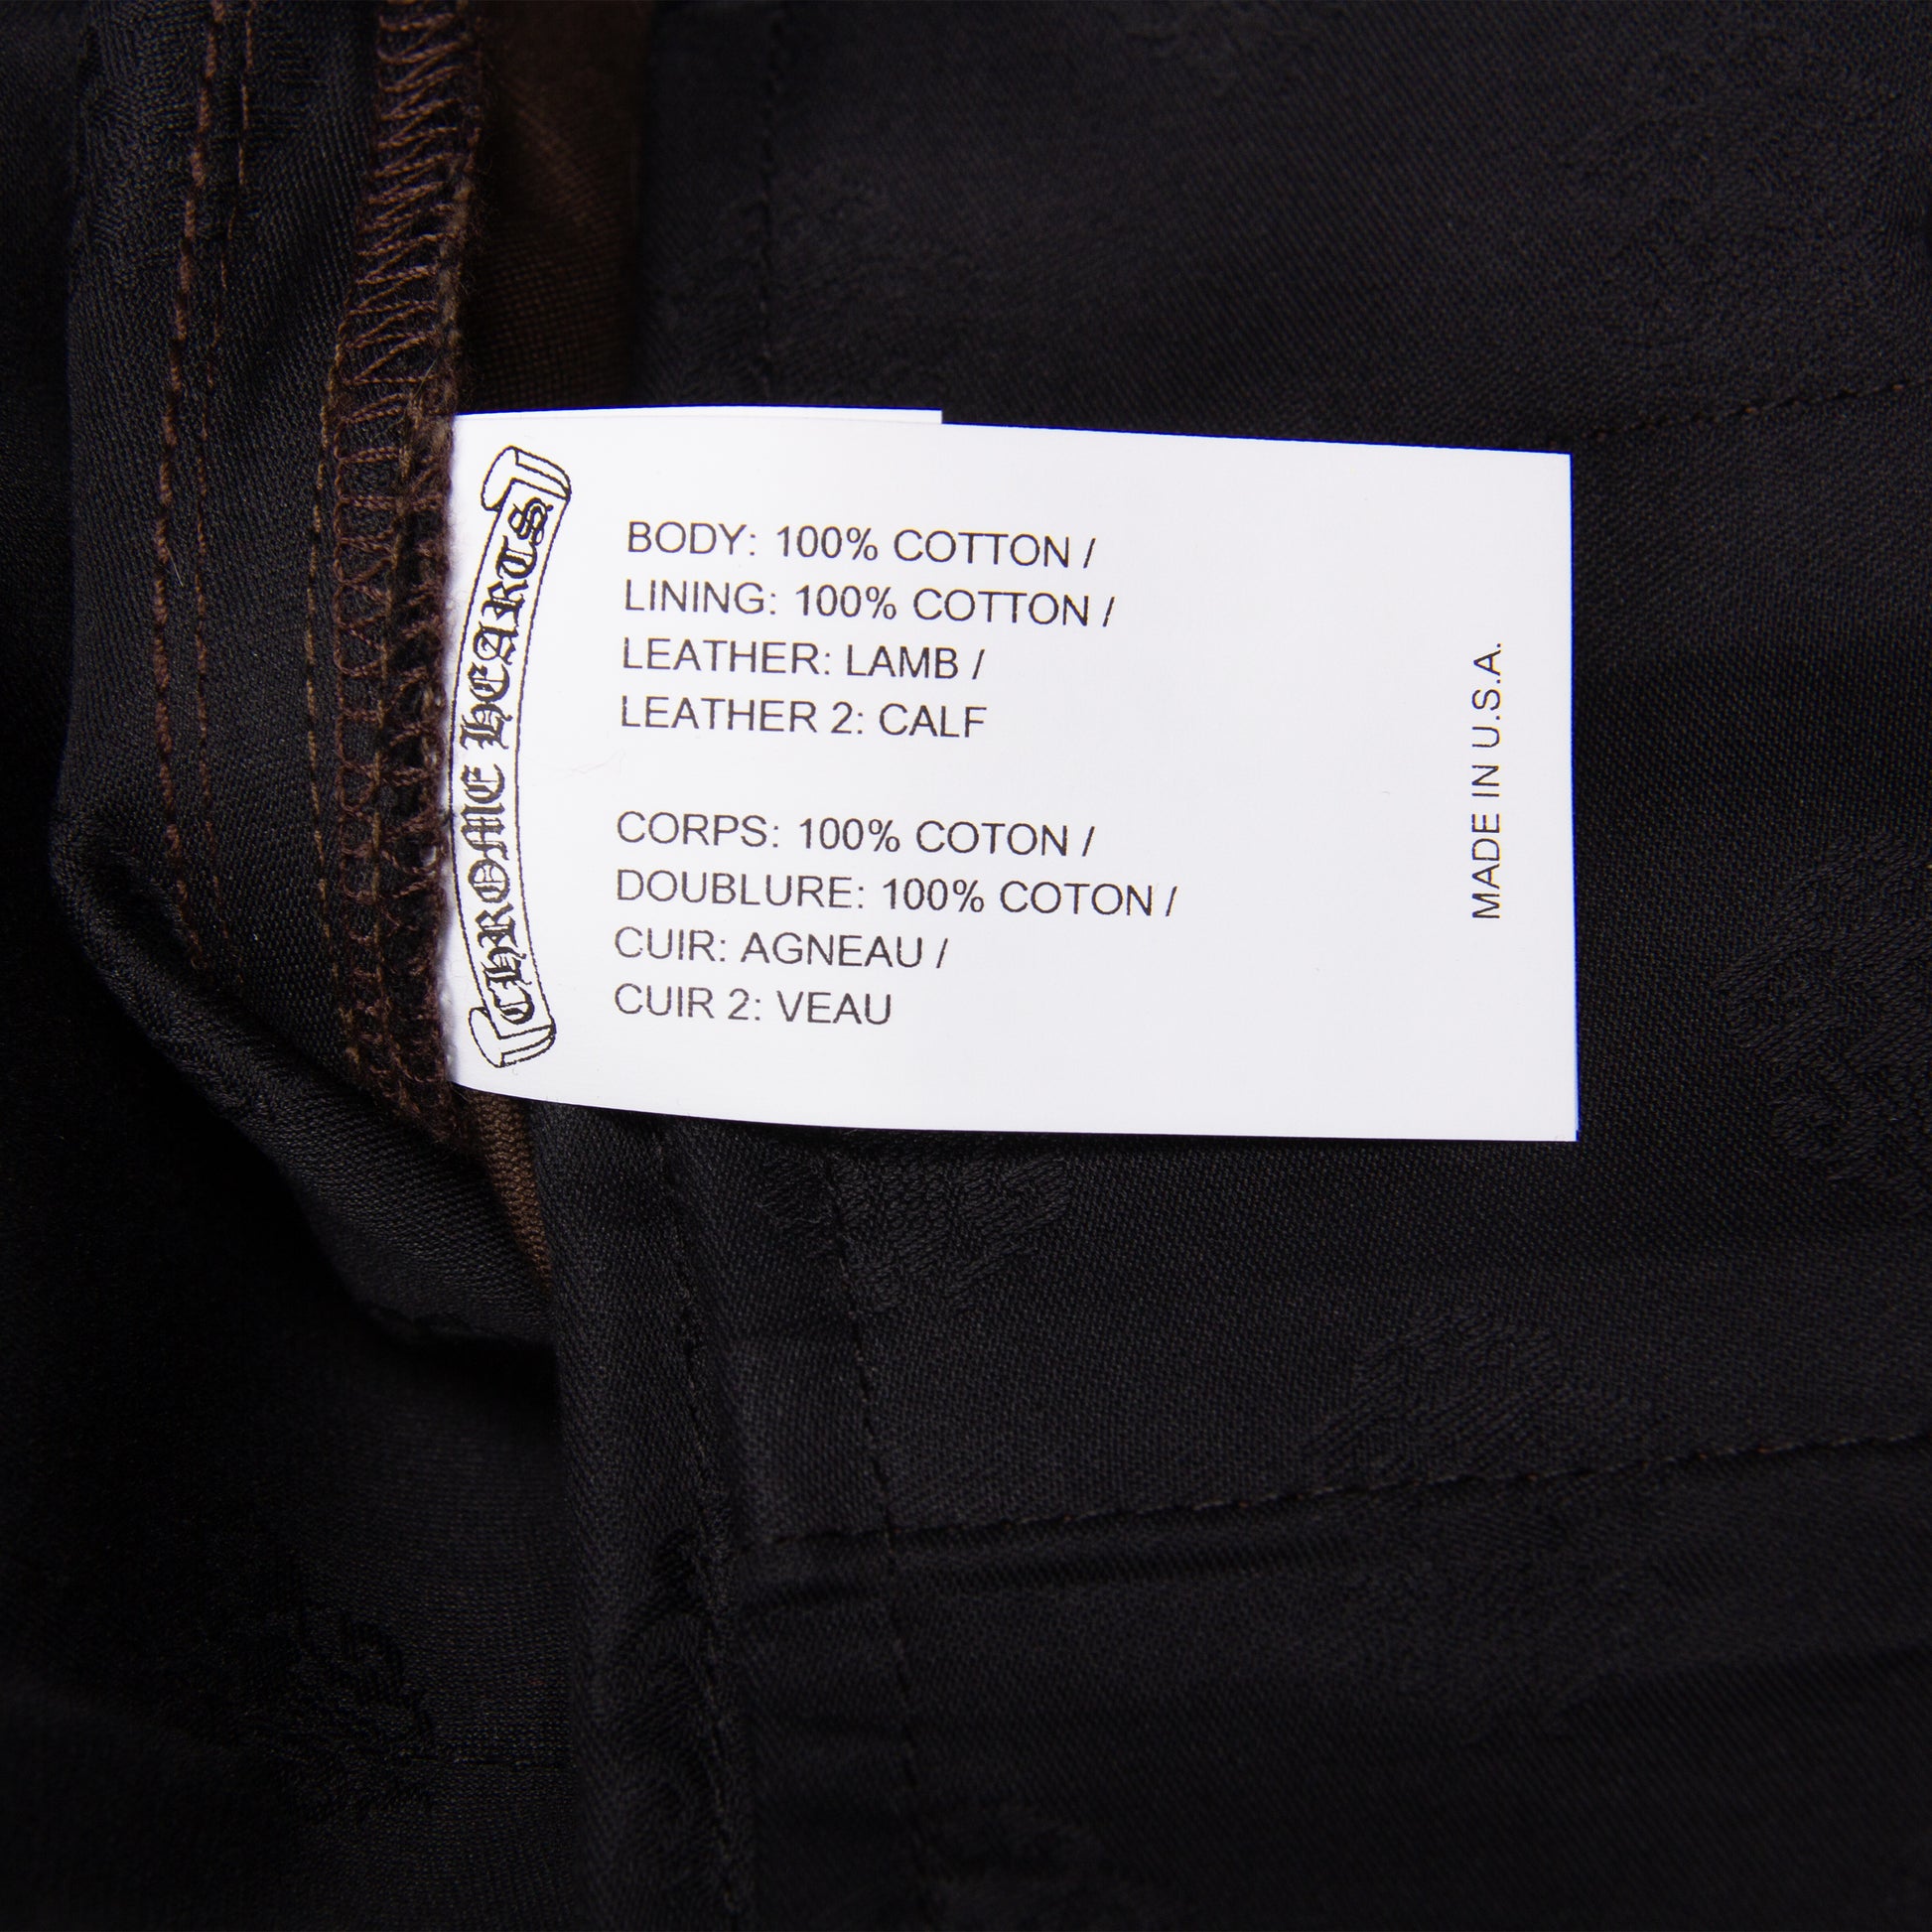 CHROME HEARTS
BODY: 100% COTTON /
LINING: 100% COTTON /
LEATHER: LAMB /
LEATHER 2: CALF
CORPS: 100% COTON /
DOUBLURE: 100% COTON /
CUIR: AGNEAU /
CUIR 2: VEAU
MADE IN U.S.A.